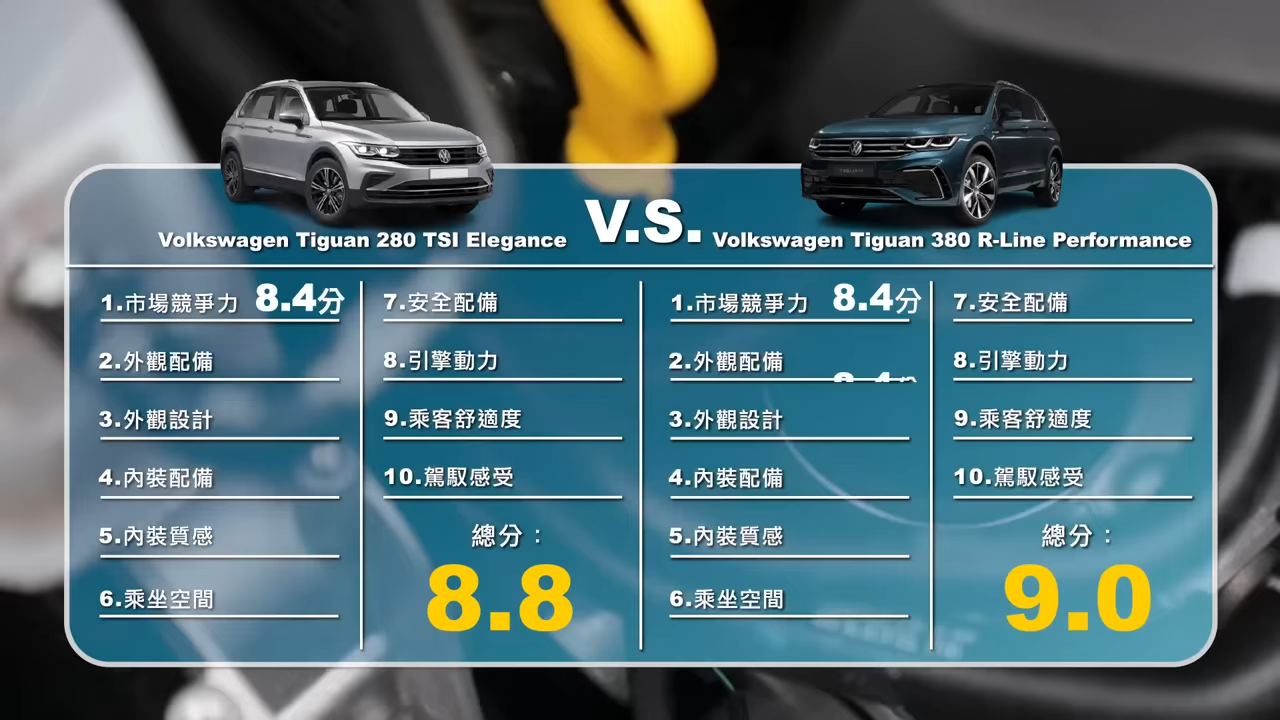 V.S.
Volkswagen Tiguan 280 TSI Elegance
1.市場競爭力 8.4分
2.外觀配備
3.外觀設計
4.內裝配備
5.內裝質感
6.乘坐空間
7.安全配備
8.引擎動力
9.乘客舒適度
10.駕馭感受
總分：
8.8
Volkswagen Tiguan 380 R-Line Performance
1.市場競爭力 8.4分
2.外觀配備
3.外觀設計
4.內裝配備
5.內裝質感
6.乘坐空間
7.安全配備
8.引擎動力
9.乘客舒適度
10.駕馭感受
總分：
9.0